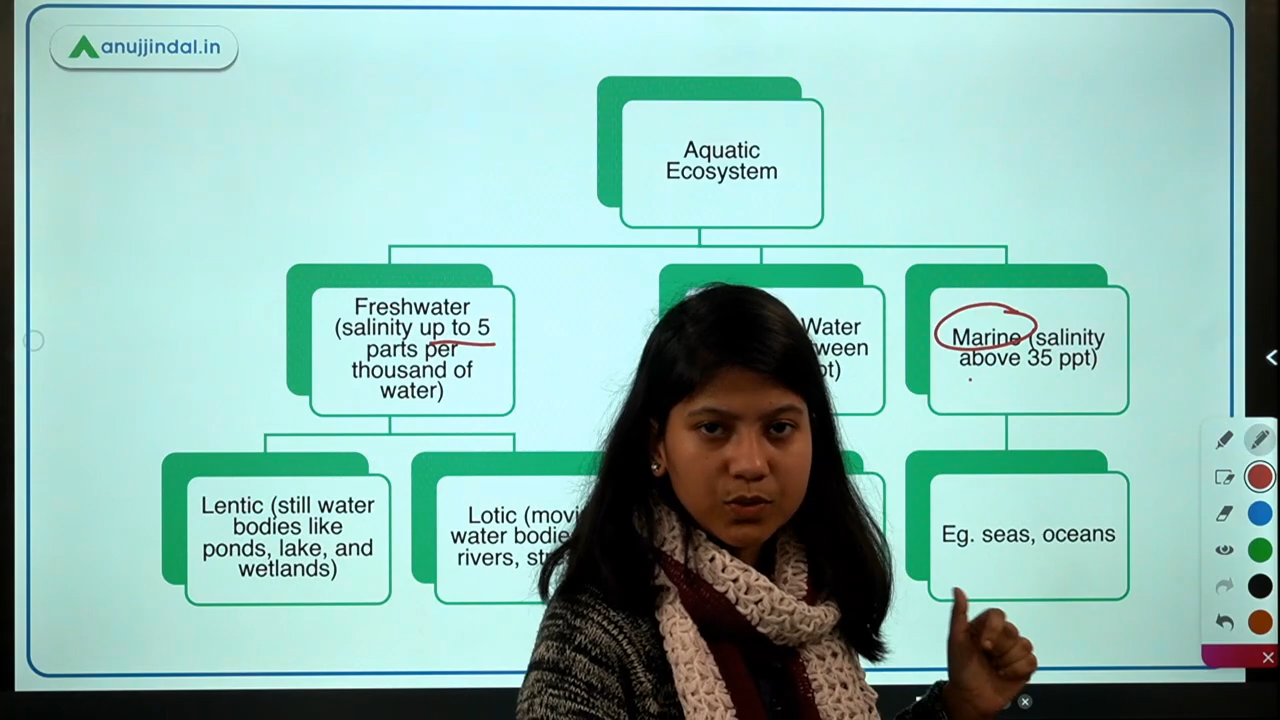 anujjindal.in
Aquatic
Ecosystem
Freshwater
(salinity up to 5
parts per
thousand of
water)
Water
Marine (salinity
above 35 ppt)
Lentic (still water
bodies like
ponds, lake, and
wetlands)
Lotic
water
rivers,
Eg. seas, oceans